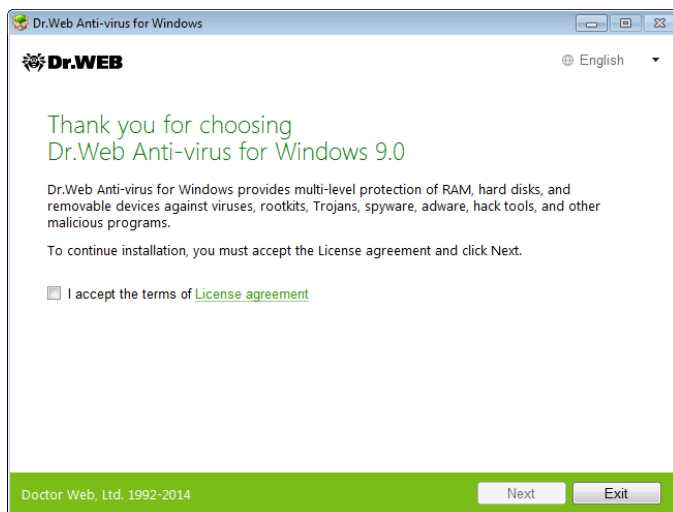 Dr.Web Anti-virus for Windows
Dr.WEB
English
Thank you for choosing
Dr.Web Anti-virus for Windows 9.0
Dr.Web Anti-virus for Windows provides multi-level protection of RAM, hard disks, and
removable devices against viruses, rootkits, Trojans, spyware, adware, hack tools, and other
malicious programs.
To continue installation, you must accept the License agreement and click Next.
I accept the terms of License agreement
Doctor Web, Ltd. 1992-2014
Next
Exit